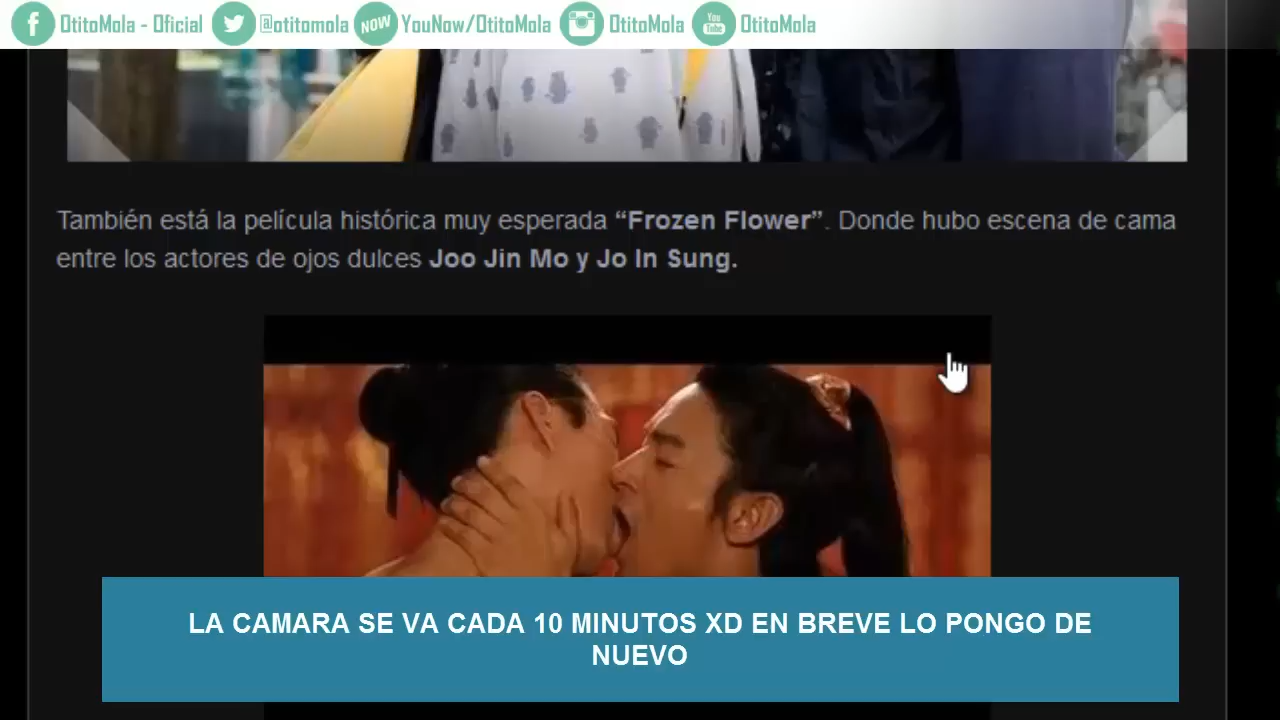 OtitoMola - Oficial @otitomola NOW YouNow/OtitoMola OtitoMola You Tube OtitoMola
También está la película histórica muy esperada “Frozen Flower”. Donde hubo escena de cama
entre los actores de ojos dulces Joo Jin Mo y Jo In Sung.
LA CAMARA SE VA CADA 10 MINUTOS XD EN BREVE LO PONGO DE
NUEVO